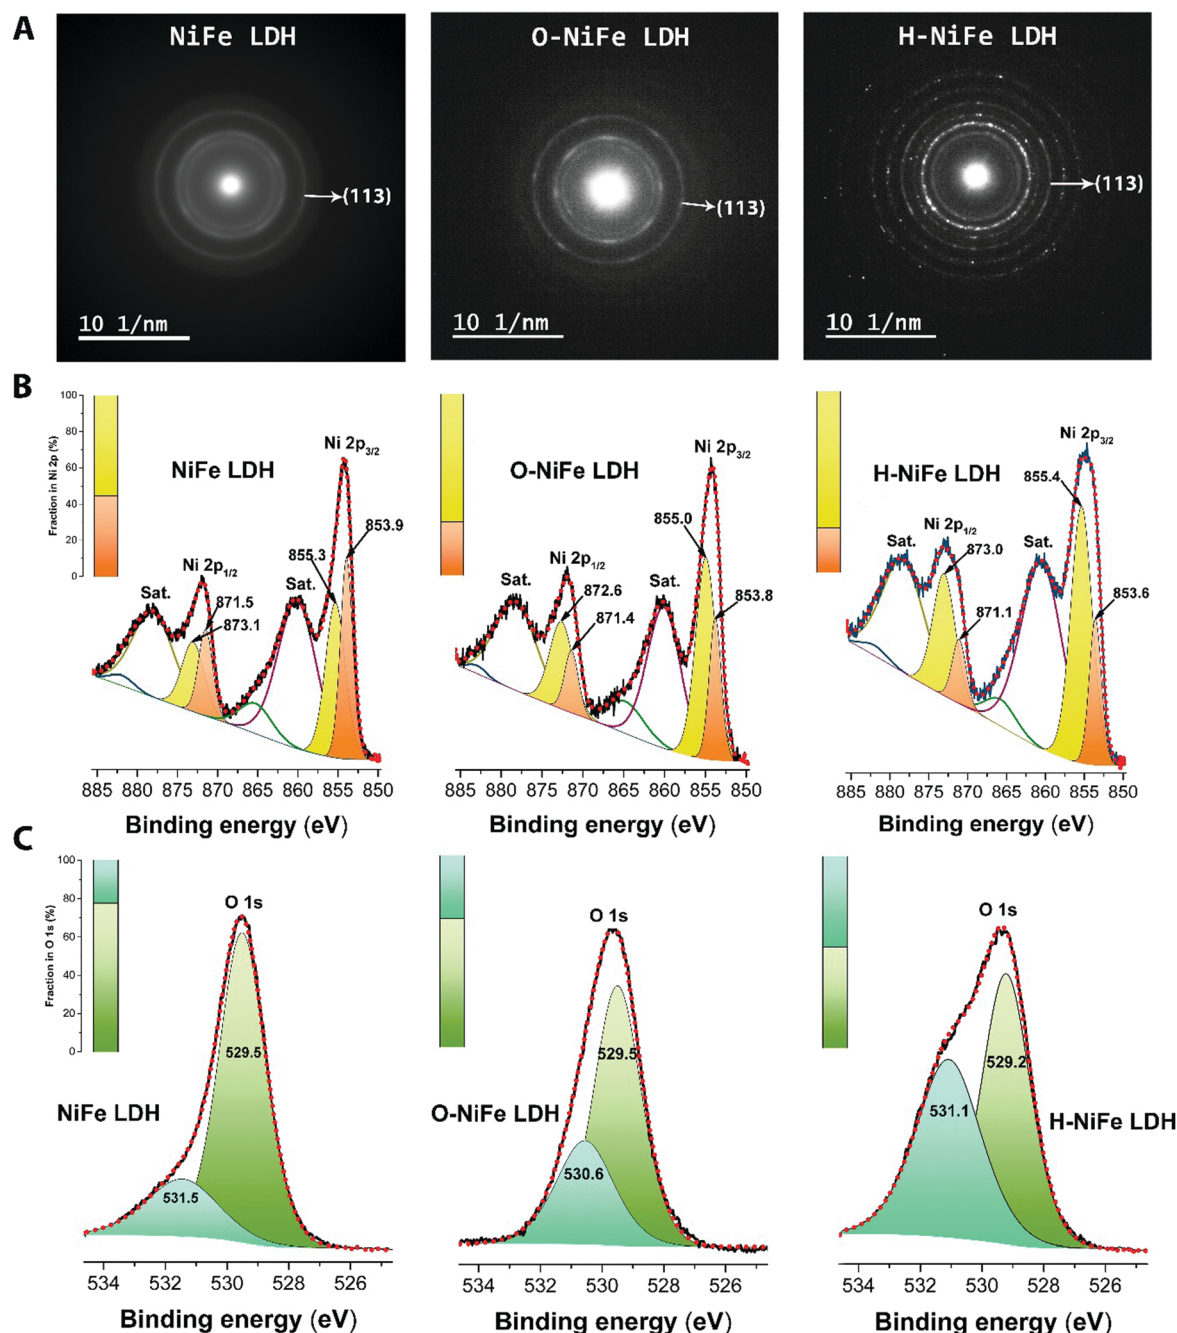 A
NiFe LDH
O-NiFe LDH
H-NiFe LDH
(113)
(113)
(113)
10 1/nm
10 1/nm
10 1/nm
B
Fraction in Ni 2p (%)
100
80
60
40
20
0
NiFe LDH
Ni 2p3/2
Ni 2p1/2
Sat.
Sat.
855.3
853.9
871.5
873.1
885 880 875 870 865 860 855 850
Binding energy (eV)
O-NiFe LDH
Ni 2p3/2
Ni 2p1/2
Sat.
Sat.
855.0
853.8
872.6
871.4
885 880 875 870 865 860 855 850
Binding energy (eV)
H-NiFe LDH
Ni 2p3/2
Ni 2p1/2
Sat.
Sat.
855.4
853.6
873.0
871.1
885 880 875 870 865 860 855 850
Binding energy (eV)
C
Fraction in O 1s (%)
100
80
60
40
20
0
O 1s
529.5
531.5
NiFe LDH
534 532 530 528 526
Binding energy (eV)
O 1s
529.5
530.6
O-NiFe LDH
534 532 530 528 526
Binding energy (eV)
O 1s
529.2
531.1
H-NiFe LDH
534 532 530 528 526
Binding energy (eV)